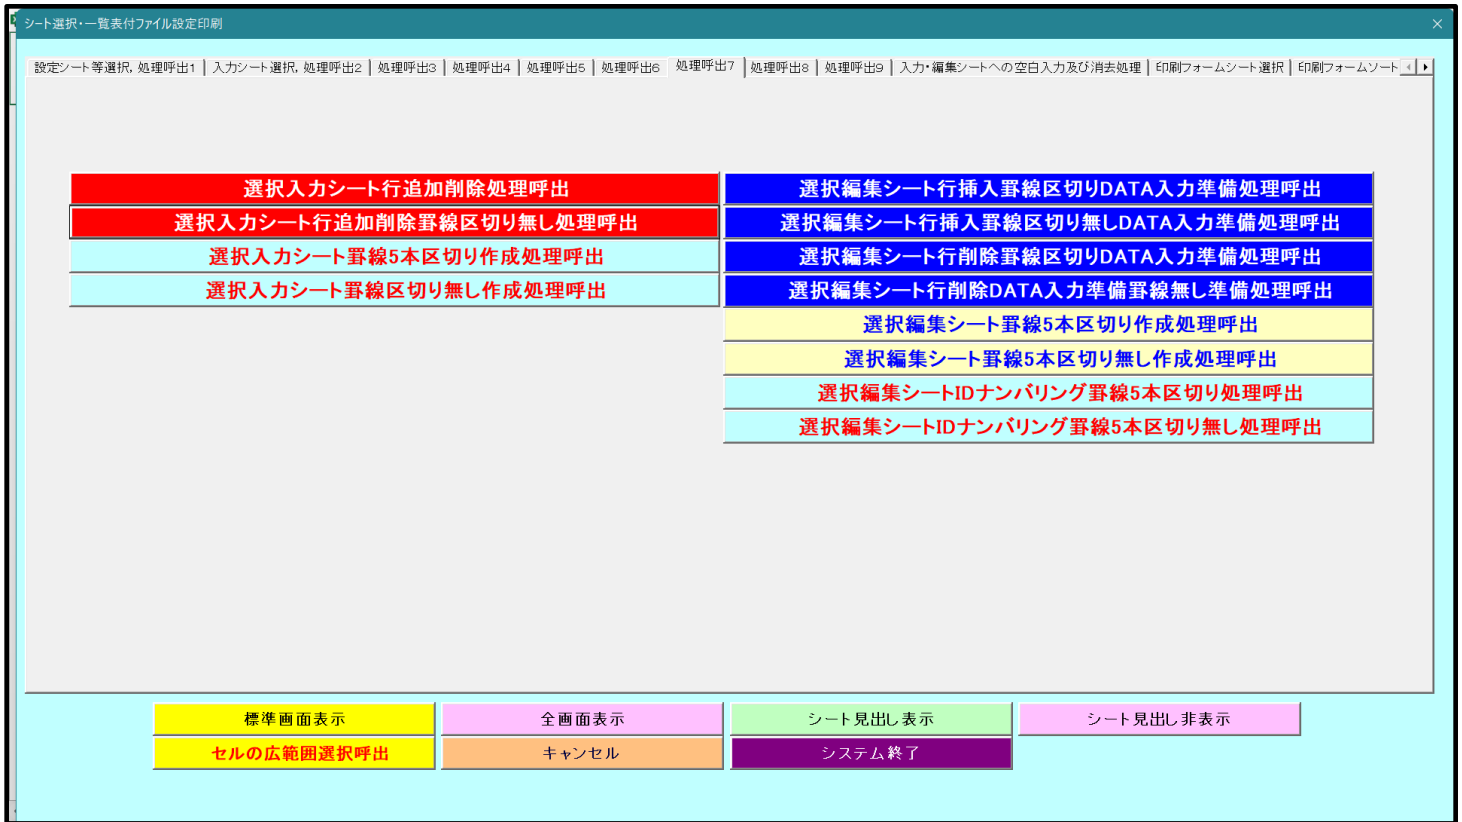 シート選択・一覧表付ファイル設定印刷
設定シート等選択, 処理呼出1 入力シート選択, 処理呼出2 処理呼出3 処理呼出4 処理呼出5 処理呼出6 処理呼出7 処理呼出8 処理呼出9 入力・編集シートへの空白入力及び消去処理 印刷フォームシート選択 印刷フォームソート
選択入力シート行追加削除処理呼出
選択入力シート行追加削除罫線区切り無し処理呼出
選択入力シート罫線5本区切り作成処理呼出
選択入力シート罫線区切り無し作成処理呼出
選択編集シート行挿入罫線区切りDATA入力準備処理呼出
選択編集シート行挿入罫線区切り無しDATA入力準備処理呼出
選択編集シート行削除罫線区切りDATA入力準備処理呼出
選択編集シート行削除DATA入力準備罫線無し準備処理呼出
選択編集シート罫線5本区切り作成処理呼出
選択編集シート罫線5本区切り無し作成処理呼出
選択編集シートIDナンバリング罫線5本区切り処理呼出
選択編集シートIDナンバリング罫線5本区切り無し処理呼出
標準画面表示 全画面表示 シート見出し表示 シート見出し非表示
セルの広範囲選択呼出 キャンセル システム終了